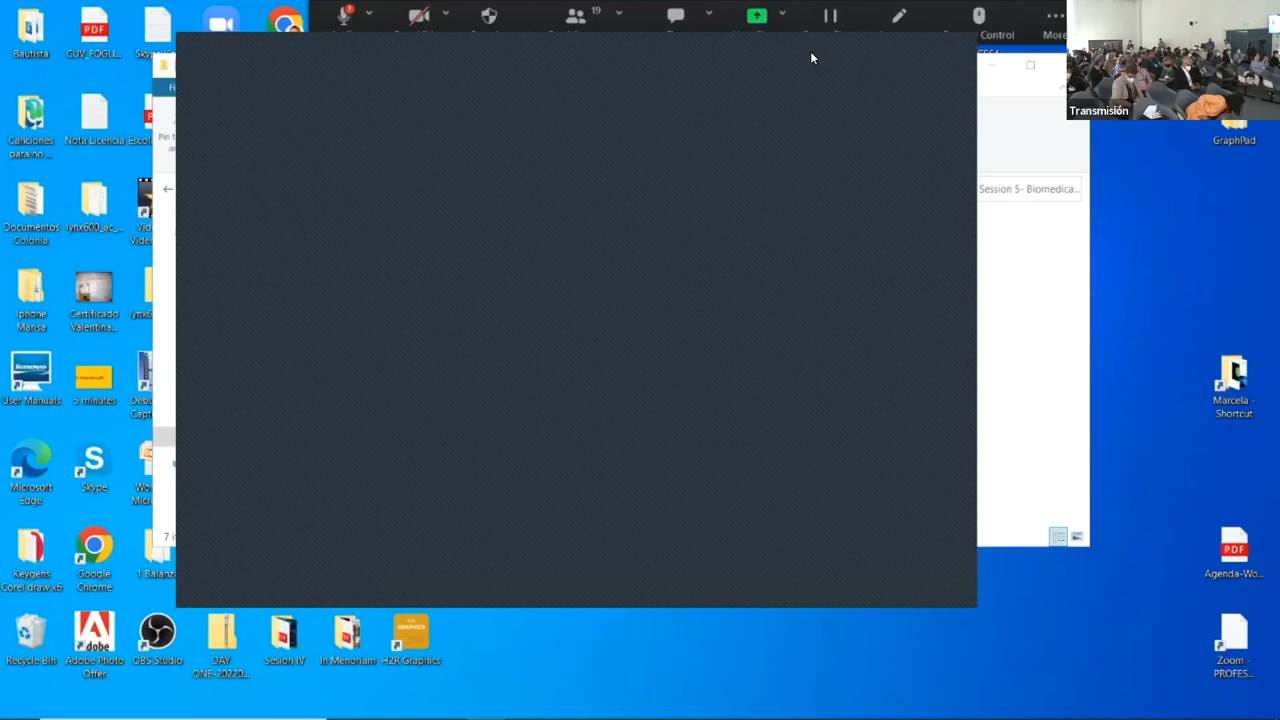 19
Control
More
Transmisión
Bautista
CUV_FOGLI...
Canciones
para no ...
Nota Licencia
GraphPad
Session 5- Biomedica...
Documentos
Colonia
lynx600_ac_...
Iphone
Marisa
Certificado
Valentina...
User Manuals
5 minutes
Marcela -
Shortcut
Microsoft
Edge
Skype
Keygens
Corel draw x6
Google
Chrome
1 Balanz
PDF
Agenda-Wo...
Recycle Bin
Adobe
Adobe Photo
Offer
OBS Studio
DAY
ONE-20220...
Sesion IV
In Memoriam
H2R Graphics
Zoom -
PROFES...